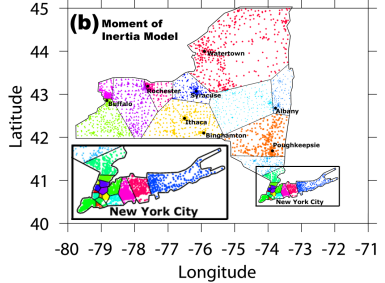 45
(b) Moment of
Inertia Model
Watertown
44
Rochester
Syracuse
43
Buffalo
Albany
Ithaca
Binghamton
42
Poughkeepsie
Latitude
41
New York City
New York City
40
-80 -79 -78 -77 -76 -75 -74 -73 -72 -71
Longitude